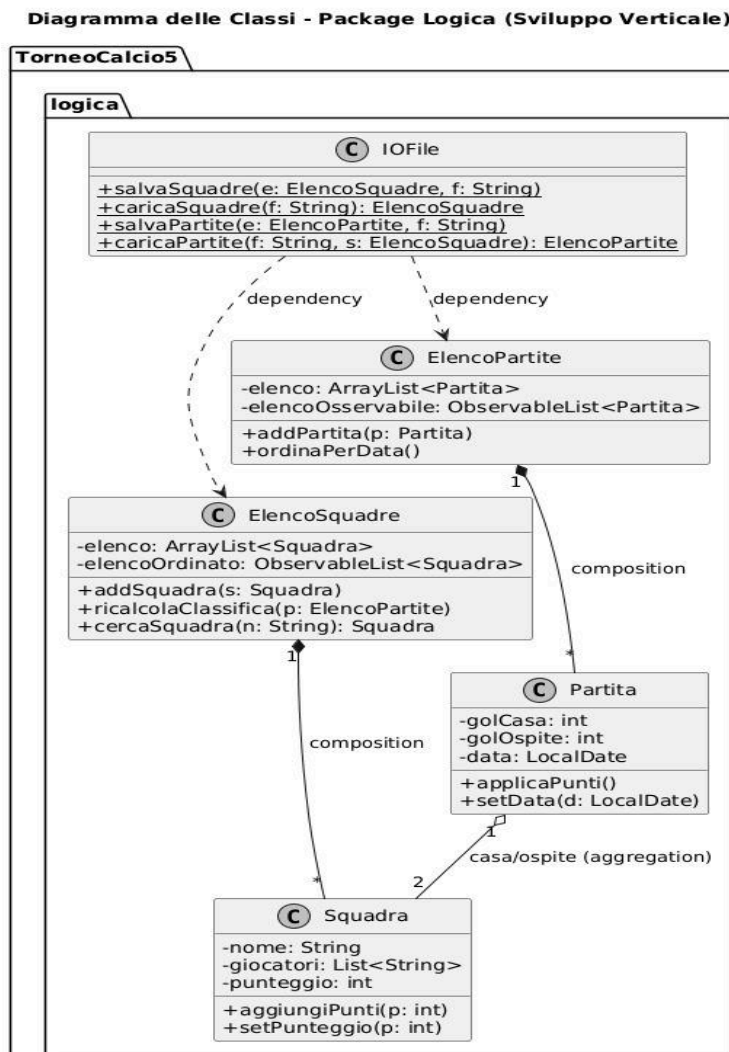 Diagramma delle Classi - Package Logica (Sviluppo Verticale)
TorneoCalcio5
logica
C IOFile
+salvaSquadre(e: ElencoSquadre, f: String)
+caricaSquadre(f: String): ElencoSquadre
+salvaPartite(e: ElencoPartite, f: String)
+caricaPartite(f: String, s: ElencoSquadre): ElencoPartite
dependency
dependency
C ElencoPartite
-elenco: ArrayList<Partita>
-elencoOsservabile: ObservableList<Partita>
+addPartita(p: Partita)
+ordinaPerData()
1
C ElencoSquadre
-elenco: ArrayList<Squadra>
-elencoOrdinato: ObservableList<Squadra>
+addSquadra(s: Squadra)
+ricalcolaClassifica(p: ElencoPartite)
+cercaSquadra(n: String): Squadra
composition
1
*
C Partita
-golCasa: int
-golOspite: int
-data: LocalDate
+applicaPunti()
+setData(d: LocalDate)
composition
1
casa/ospite (aggregation)
* 2
C Squadra
-nome: String
-giocatori: List<String>
-punteggio: int
+aggiungiPunti(p: int)
+setPunteggio(p: int)